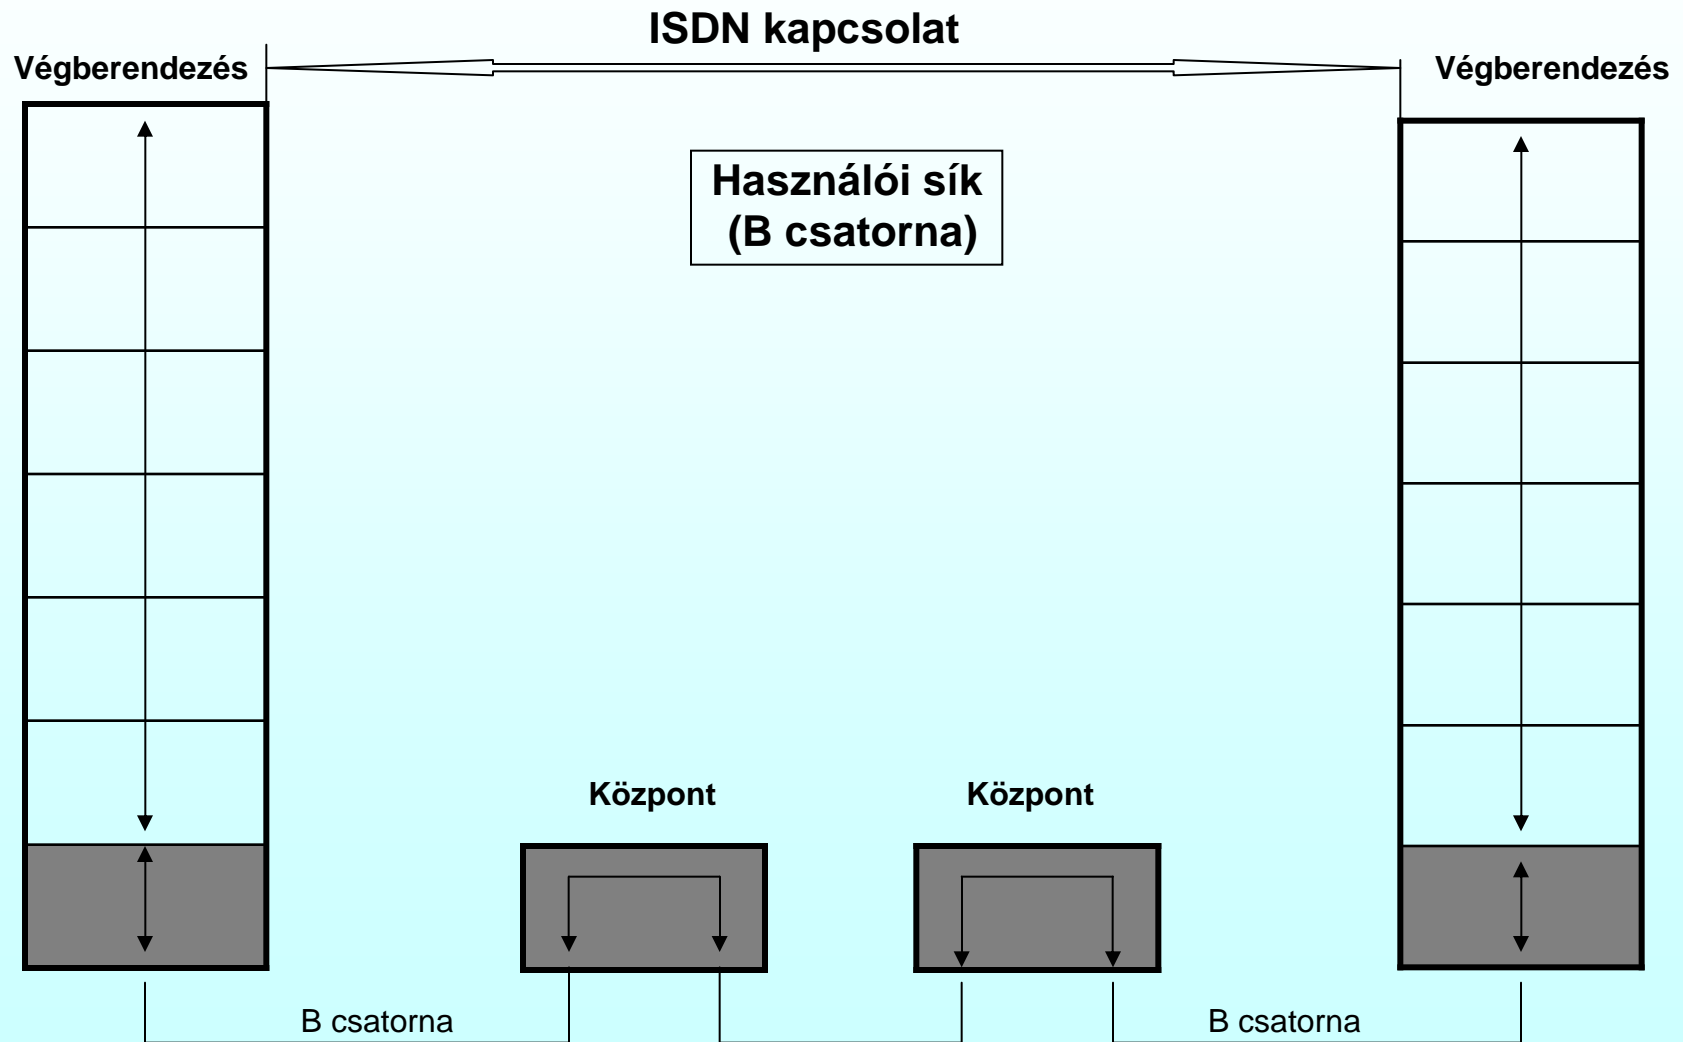 ISDN kapcsolat
Végberendezés
Végberendezés
Használói sík
(B csatorna)
Központ
Központ
B csatorna
B csatorna